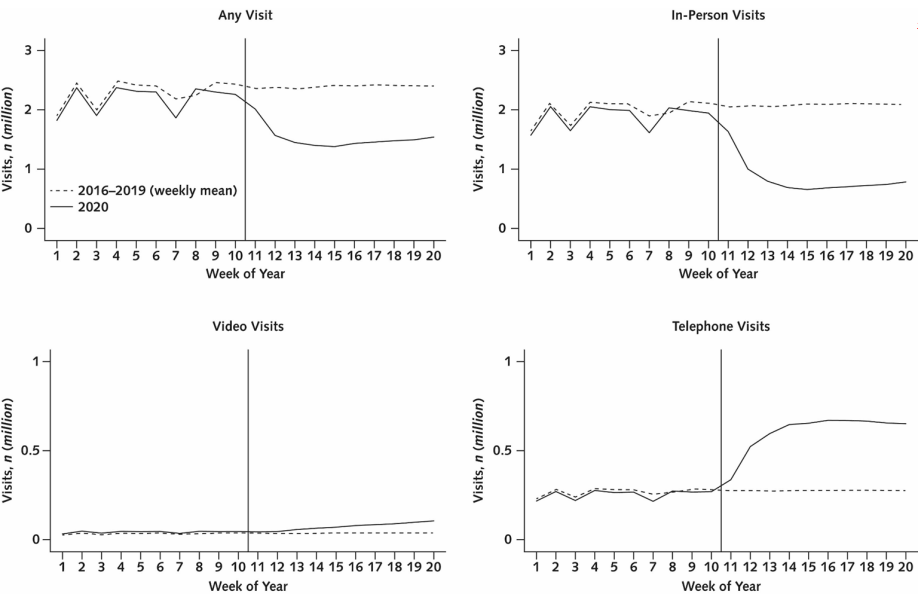 Any Visit
3
2
1
0
Visits, n (million)
2016–2019 (weekly mean)
2020
1 2 3 4 5 6 7 8 9 10 11 12 13 14 15 16 17 18 19 20
Week of Year
In-Person Visits
3
2
1
0
Visits, n (million)
1 2 3 4 5 6 7 8 9 10 11 12 13 14 15 16 17 18 19 20
Week of Year
Video Visits
1
0.5
0
Visits, n (million)
1 2 3 4 5 6 7 8 9 10 11 12 13 14 15 16 17 18 19 20
Week of Year
Telephone Visits
1
0.5
0
Visits, n (million)
1 2 3 4 5 6 7 8 9 10 11 12 13 14 15 16 17 18 19 20
Week of Year